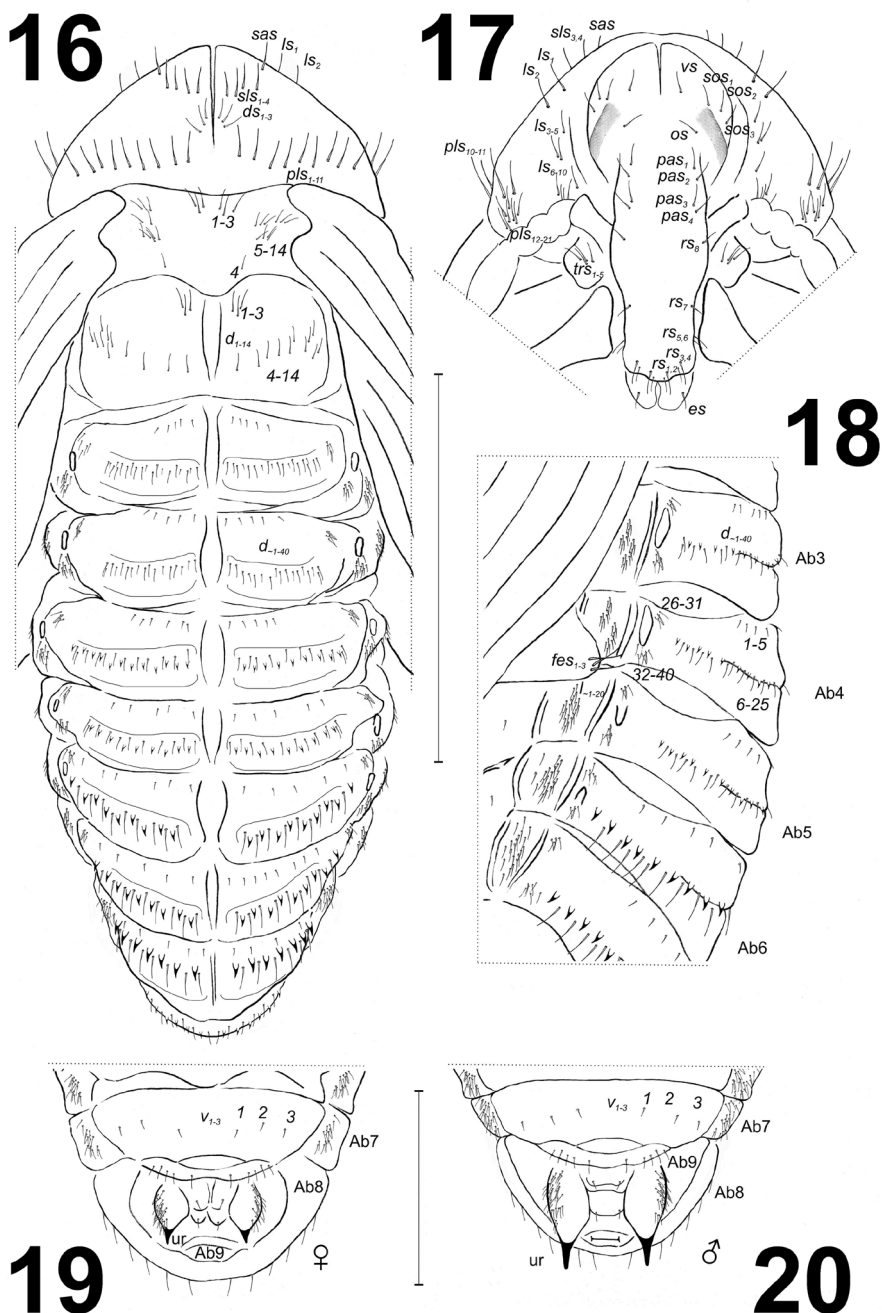 16
sas
ls1
ls2
sls1-4
ds1-3
pls1-11
1-3
5-14
4
1-3
d1-14
4-14
d~1-40
17
sas
sls3,4
ls1
ls2
vs
sos1
sos2
ls3-5
os
sos3
pls10-11
ls6-10
pas1
pas2
pas3
pas4
pls12-21
rs8
trs1-5
rs7
rs5,6
rs3,4
rs1,2
es
18
d~1-40
Ab3
26-31
1-5
fes1-3
32-40
l~1-20
6-25
Ab4
Ab5
Ab6
19
v1-3 1 2 3
Ab7
Ab8
ur
Ab9
♀
20
v1-3 1 2 3
Ab7
Ab9
Ab8
ur
♂